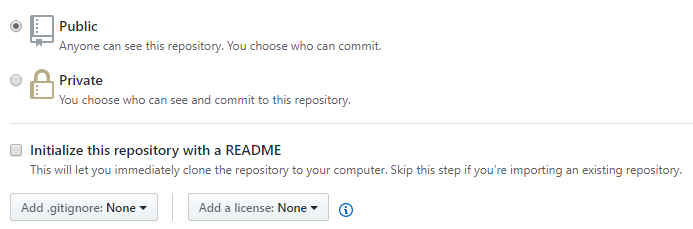 Public
Anyone can see this repository. You choose who can commit.
Private
You choose who can see and commit to this repository.
Initialize this repository with a README
This will let you immediately clone the repository to your computer. Skip this step if you're importing an existing repository.
Add .gitignore: None
Add a license: None